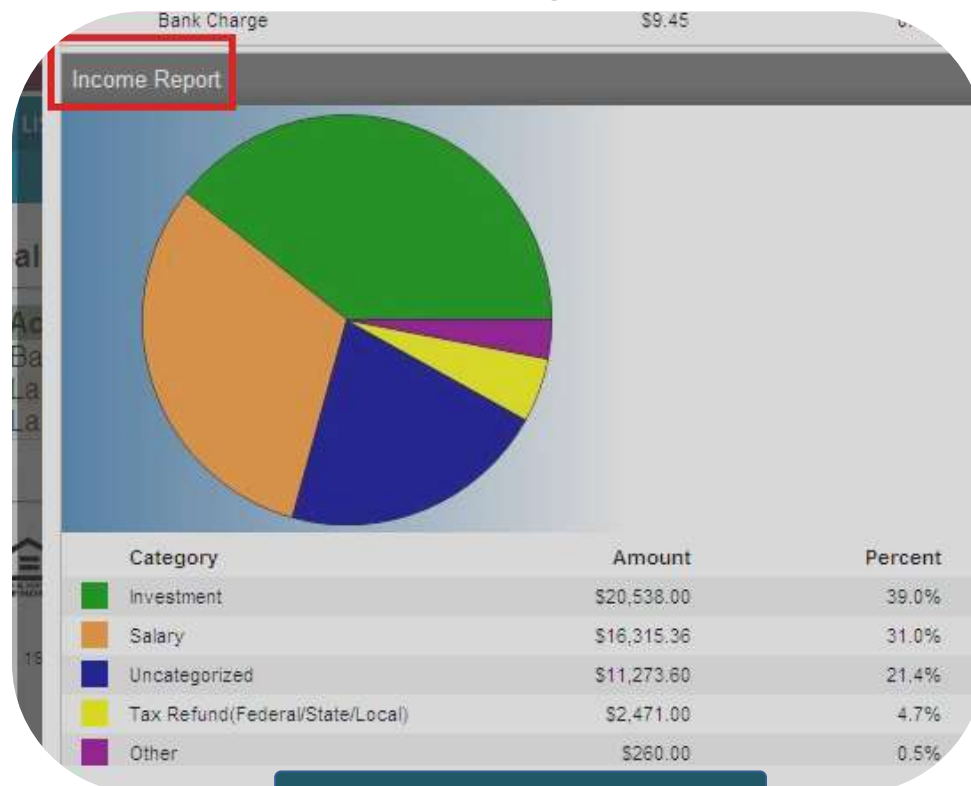 Bank Charge $9.45
Income Report
Category Amount Percent
Investment $20,538.00 39.0%
Salary $16,315.36 31.0%
Uncategorized $11,273.60 21.4%
Tax Refund(Federal/State/Local) $2,471.00 4.7%
Other $260.00 0.5%